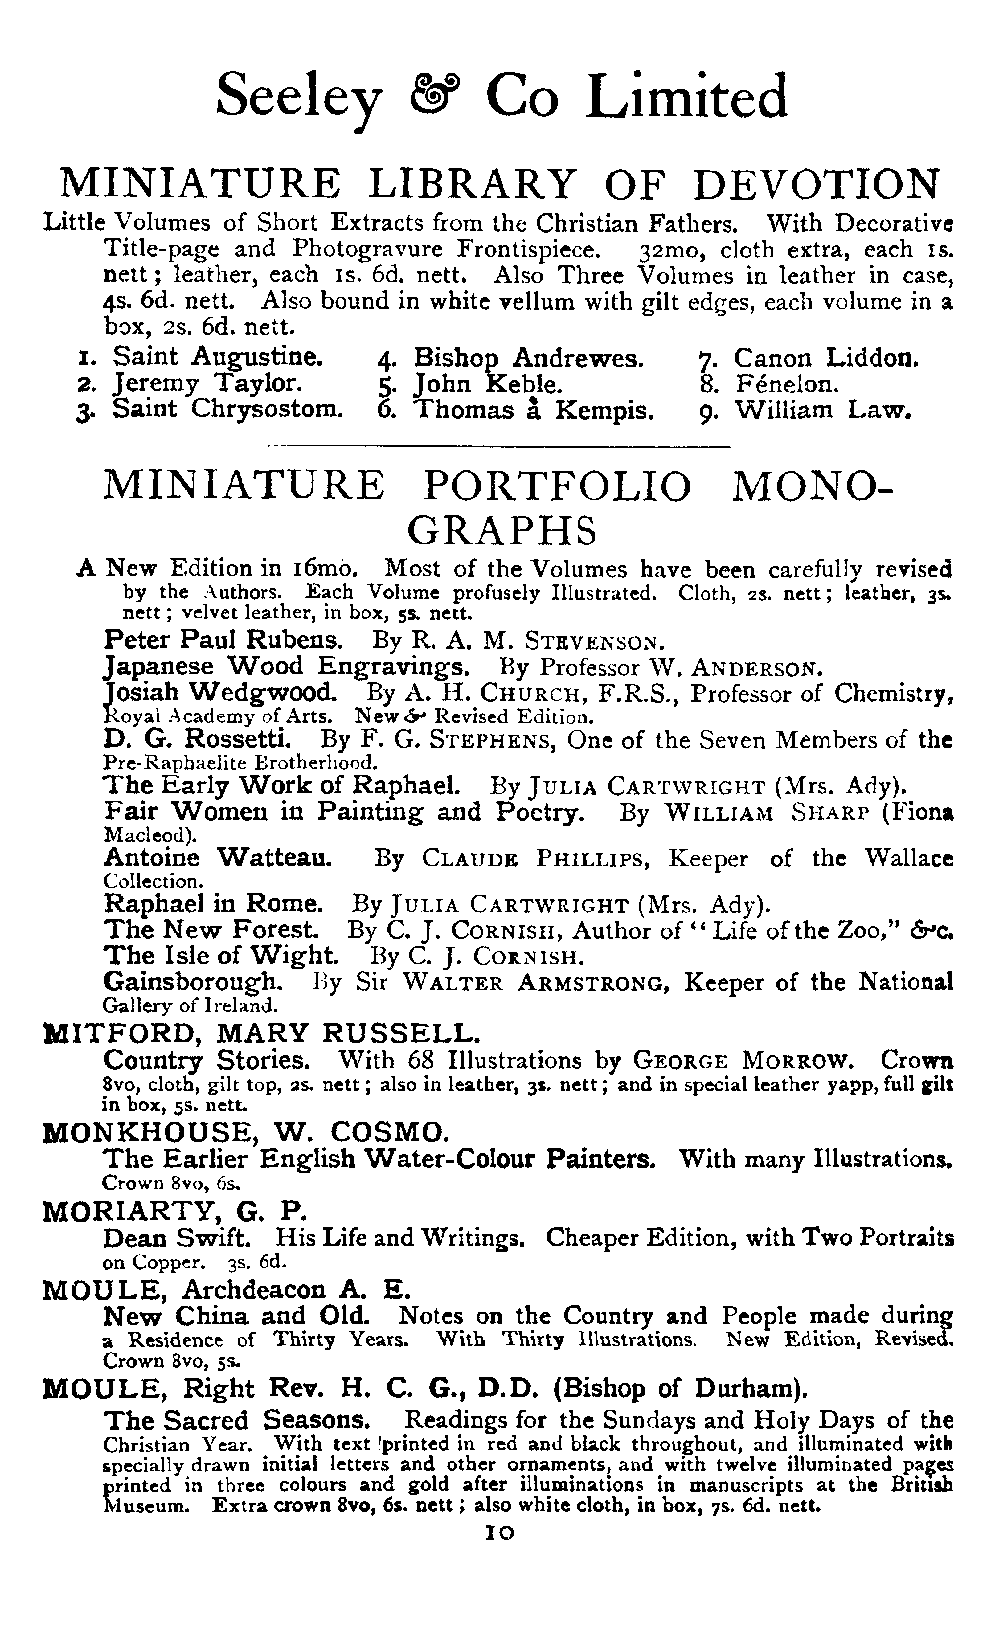 Seeley & Co Limited
MINIATURE LIBRARY OF DEVOTION
Little Volumes of Short Extracts from the Christian Fathers. With Decorative
Title-page and Photogravure Frontispiece. 32mo, cloth extra, each 1s.
nett; leather, each 1s. 6d. nett. Also Three Volumes in leather in case,
4s. 6d. nett. Also bound in white vellum with gilt edges, each volume in a
box, 2s. 6d. nett.
1. Saint Augustine. 4. Bishop Andrewes. 7. Canon Liddon.
2. Jeremy Taylor. 5. John Keble. 8. Fénelon.
3. Saint Chrysostom. 6. Thomas à Kempis. 9. William Law.
MINIATURE PORTFOLIO MONO-
GRAPHS
A New Edition in 16mo. Most of the Volumes have been carefully revised
by the Authors. Each Volume profusely Illustrated. Cloth, 2s. nett; leather, 3s.
nett; velvet leather, in box, 5s. nett.
Peter Paul Rubens. By R. A. M. STEVENSON.
Japanese Wood Engravings. By Professor W. ANDERSON.
Josiah Wedgwood. By A. H. CHURCH, F.R.S., Professor of Chemistry,
Royal Academy of Arts. New & Revised Edition.
D. G. Rossetti. By F. G. STEPHENS, One of the Seven Members of the
Pre-Raphaelite Brotherhood.
The Early Work of Raphael. By JULIA CARTWRIGHT (Mrs. Ady).
Fair Women in Painting and Poetry. By WILLIAM SHARP (Fiona
Macleod).
Antoine Watteau. By CLAUDE PHILLIPS, Keeper of the Wallace
Collection.
Raphael in Rome. By JULIA CARTWRIGHT (Mrs. Ady).
The New Forest. By C. J. CORNISH, Author of "Life of the Zoo," &c.
The Isle of Wight. By C. J. CORNISH.
Gainsborough. By Sir WALTER ARMSTRONG, Keeper of the National
Gallery of Ireland.
MITFORD, MARY RUSSELL.
Country Stories. With 68 Illustrations by GEORGE MORROW. Crown
8vo, cloth, gilt top, 2s. nett; also in leather, 3s. nett; and in special leather yapp, full gilt
in box, 5s. nett.
MONKHOUSE, W. COSMO.
The Earlier English Water-Colour Painters. With many Illustrations.
Crown 8vo, 6s.
MORIARTY, G. P.
Dean Swift. His Life and Writings. Cheaper Edition, with Two Portraits
on Copper. 3s. 6d.
MOULE, Archdeacon A. E.
New China and Old. Notes on the Country and People made during
a Residence of Thirty Years. With Thirty Illustrations. New Edition, Revised.
Crown 8vo, 5s.
MOULE, Right Rev. H. C. G., D.D. (Bishop of Durham).
The Sacred Seasons. Readings for the Sundays and Holy Days of the
Christian Year. With text printed in red and black throughout, and illuminated with
specially drawn initial letters and other ornaments, and with twelve illuminated pages
printed in three colours and gold after illuminations in manuscripts at the British
Museum. Extra crown 8vo, 6s. nett; also white cloth, in box, 7s. 6d. nett.
10